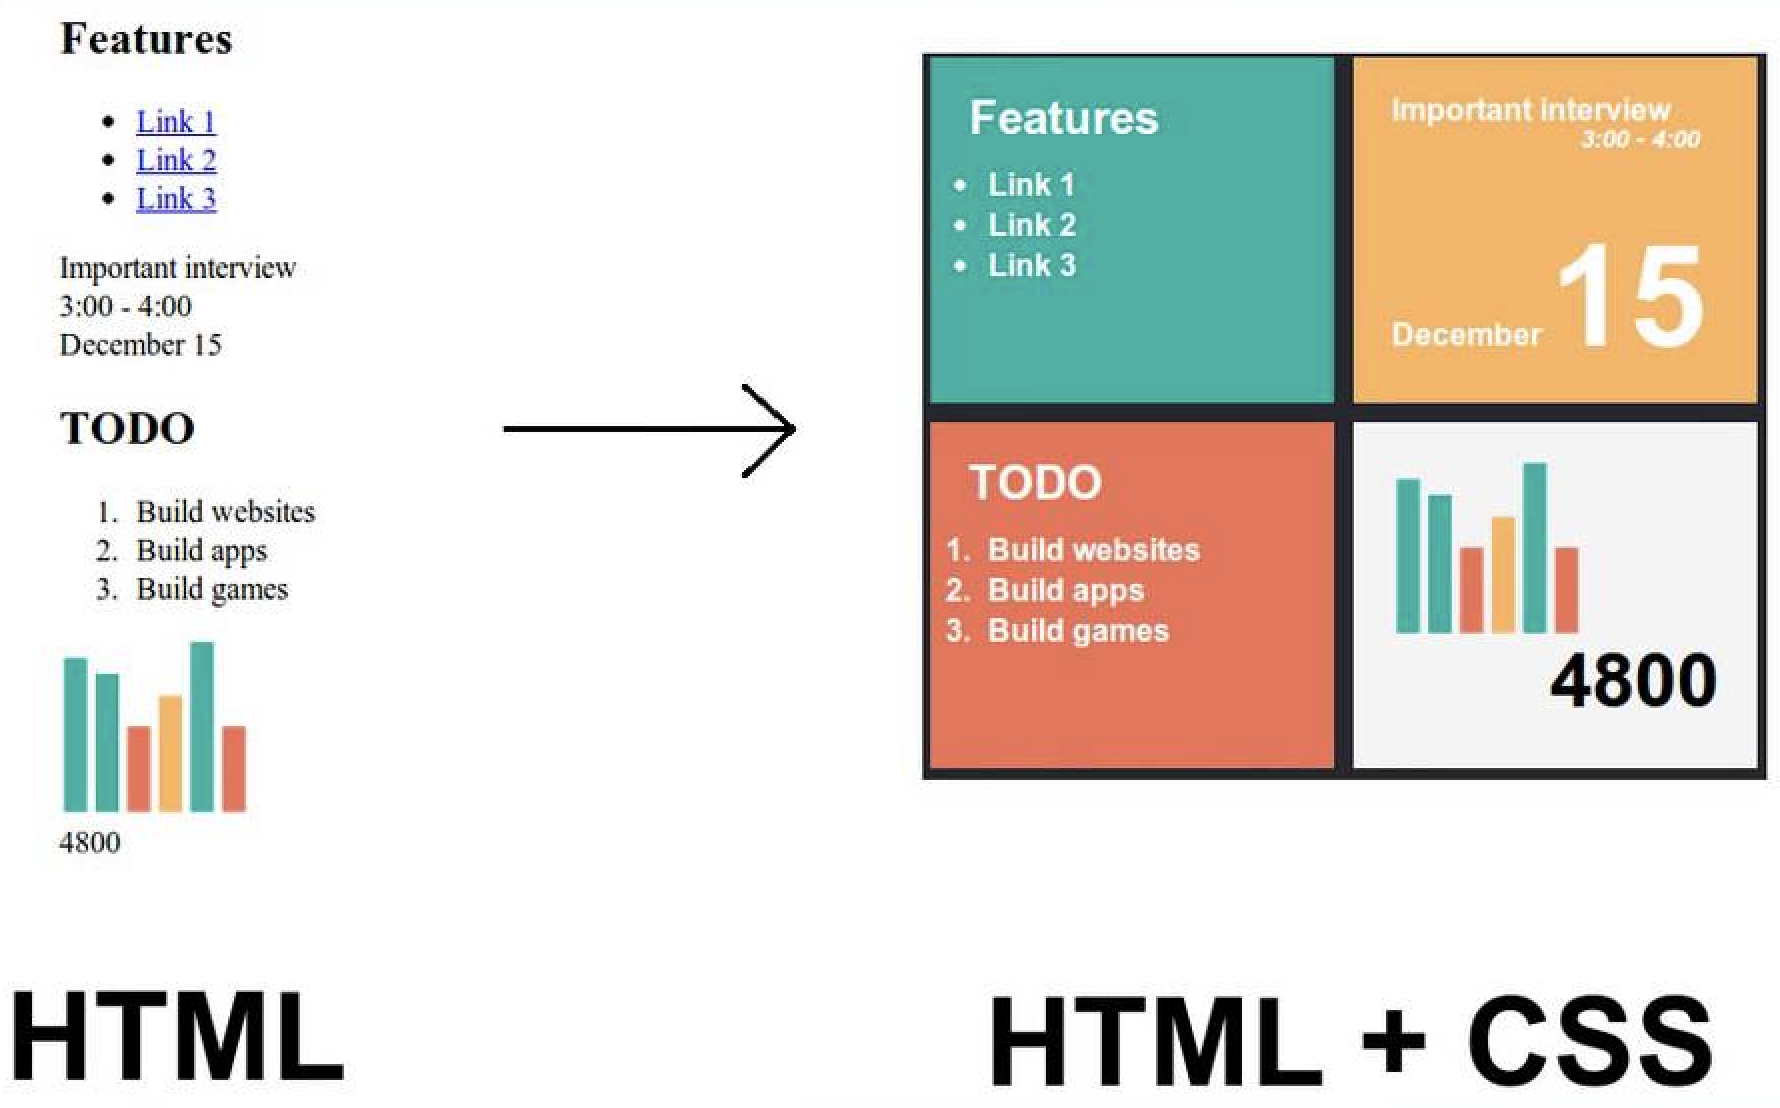 Features
• Link 1
• Link 2
• Link 3
Important interview
3:00 - 4:00
December 15
TODO
1. Build websites
2. Build apps
3. Build games
4800
HTML
Features
• Link 1
• Link 2
• Link 3
Important interview
3:00 - 4:00
December 15
TODO
1. Build websites
2. Build apps
3. Build games
4800
HTML + CSS